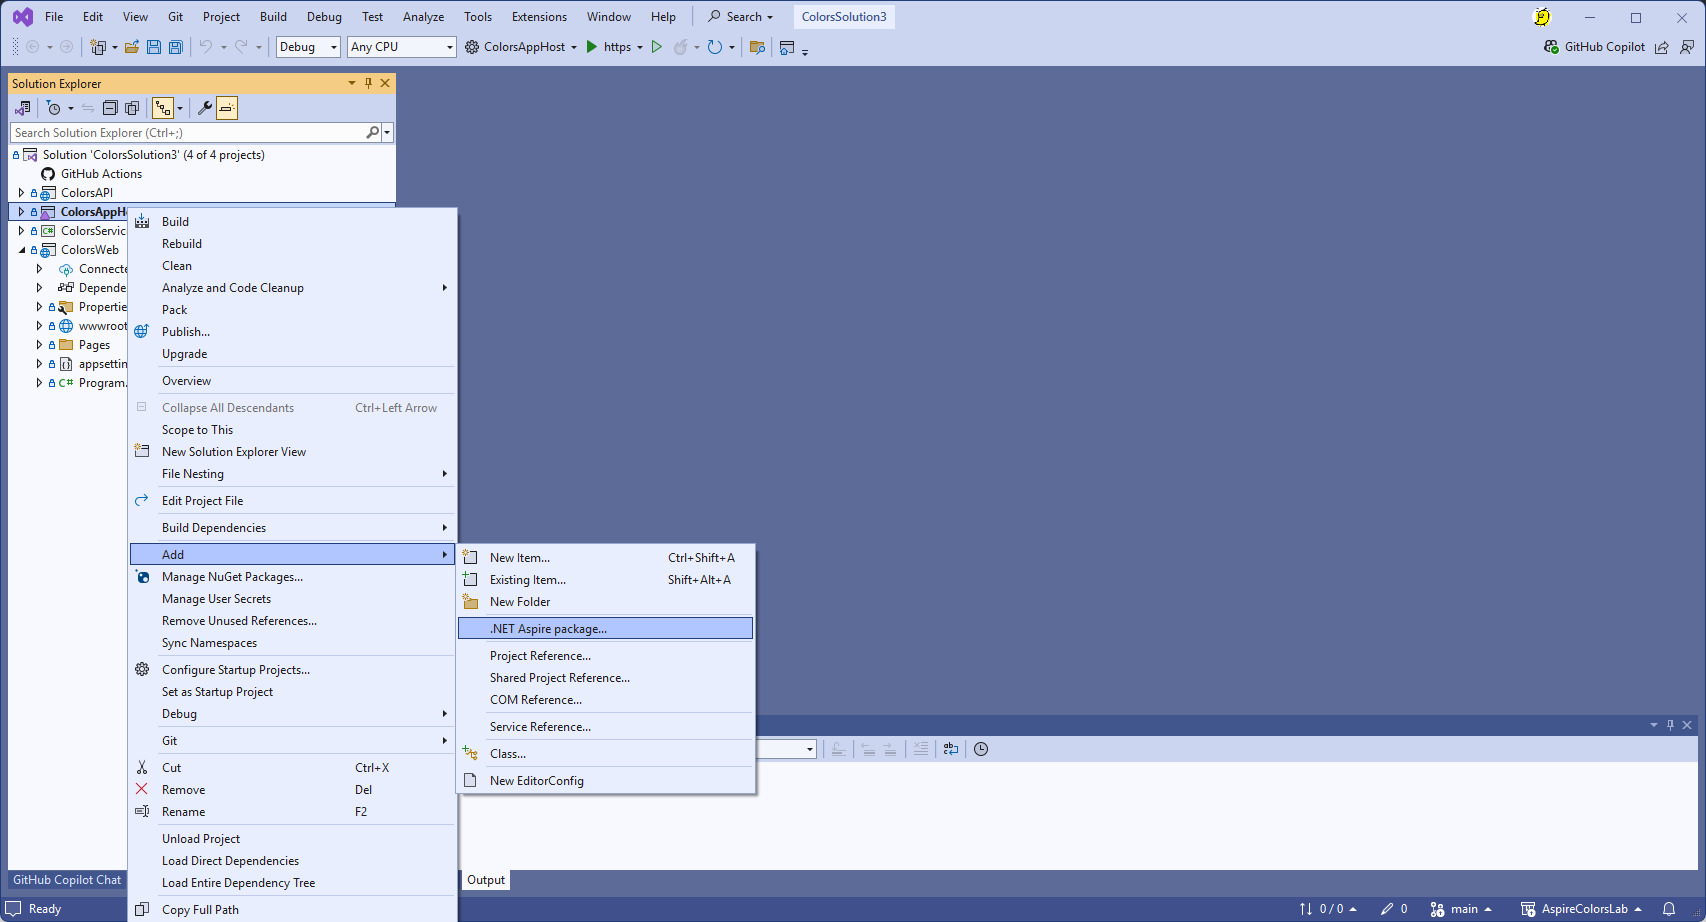 File Edit View Git Project Build Debug Test Analyze Tools Extensions Window Help Search ColorsSolution3
Debug Any CPU ColorsAppHost https GitHub Copilot
Solution Explorer
Search Solution Explorer (Ctrl+;)
Solution 'ColorsSolution3' (4 of 4 projects)
GitHub Actions
ColorsAPI
ColorsAppH
ColorsServic
ColorsWeb
Connecte
Depende
Propertie
wwwroot
Pages
appsettin
Program.
Build
Rebuild
Clean
Analyze and Code Cleanup
Pack
Publish...
Upgrade
Overview
Collapse All Descendants Ctrl+Left Arrow
Scope to This
New Solution Explorer View
File Nesting
Edit Project File
Build Dependencies
Add
Manage NuGet Packages...
Manage User Secrets
Remove Unused References...
Sync Namespaces
Configure Startup Projects...
Set as Startup Project
Debug
Git
Cut Ctrl+X
Remove Del
Rename F2
Unload Project
Load Direct Dependencies
Load Entire Dependency Tree
Copy Full Path
New Item... Ctrl+Shift+A
Existing Item... Shift+Alt+A
New Folder
.NET Aspire package...
Project Reference...
Shared Project Reference...
COM Reference...
Service Reference...
Class...
New EditorConfig
GitHub Copilot Chat
Output
Ready 0 / 0 0 main AspireColorsLab